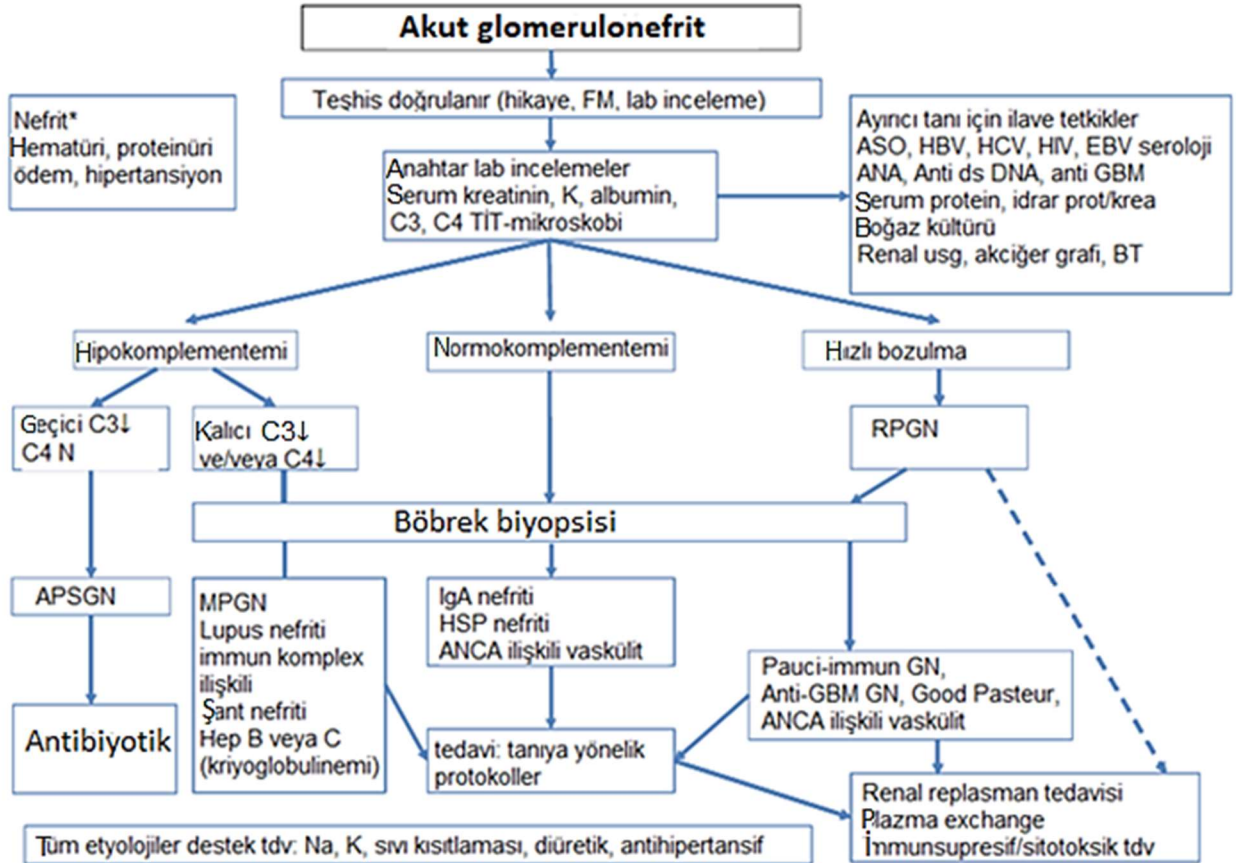 Akut glomerulonefrit
Teşhis doğrulanır (hikaye, FM, lab inceleme)
Nefrit*
Hematüri, proteinüri
ödem, hipertansiyon
Anahtar lab incelemeler
Serum kreatinin, K, albumin,
C3, C4 TİT-mikroskobi
Ayırıcı tanı için ilave tetkikler
ASO, HBV, HCV, HIV, EBV seroloji
ANA, Anti ds DNA, anti GBM
Serum protein, idrar prot/krea
Boğaz kültürü
Renal usg, akciğer grafi, BT
Hipokomplementemi
Normokomplementemi
Hızlı bozulma
Geçici C3↓
C4 N
Kalıcı C3↓
ve/veya C4↓
RPGN
Böbrek biyopsisi
APSGN
MPGN
Lupus nefriti
immun komplex
ilişkili
Şant nefriti
Hep B veya C
(kriyoglobulinemi)
IgA nefriti
HSP nefriti
ANCA ilişkili vaskülit
Pauci-immun GN,
Anti-GBM GN, Good Pasteur,
ANCA ilişkili vaskülit
Antibiyotik
tedavi: tanıya yönelik
protokoller
Renal replasman tedavisi
Plazma exchange
İmmunsupresif/sitotoksik tdv
Tüm etyolojiler destek tdv: Na, K, sıvı kısıtlaması, diüretik, antihipertansif